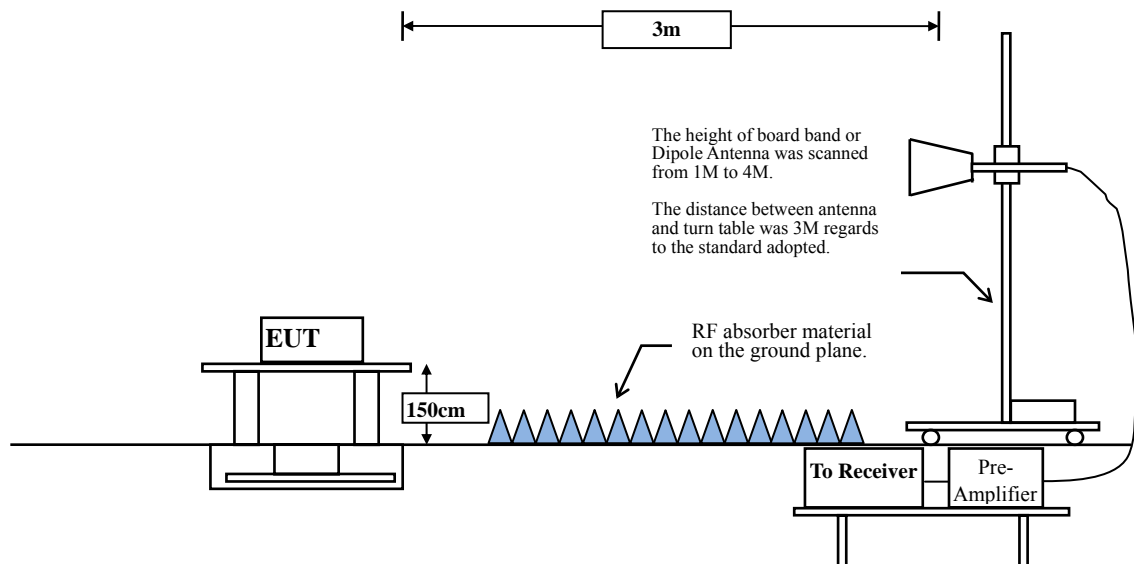 3m
The height of board band or
Dipole Antenna was scanned
from 1M to 4M.
The distance between antenna
and turn table was 3M regards
to the standard adopted.
EUT
RF absorber material
on the ground plane.
150cm
To Receiver
Pre-
Amplifier